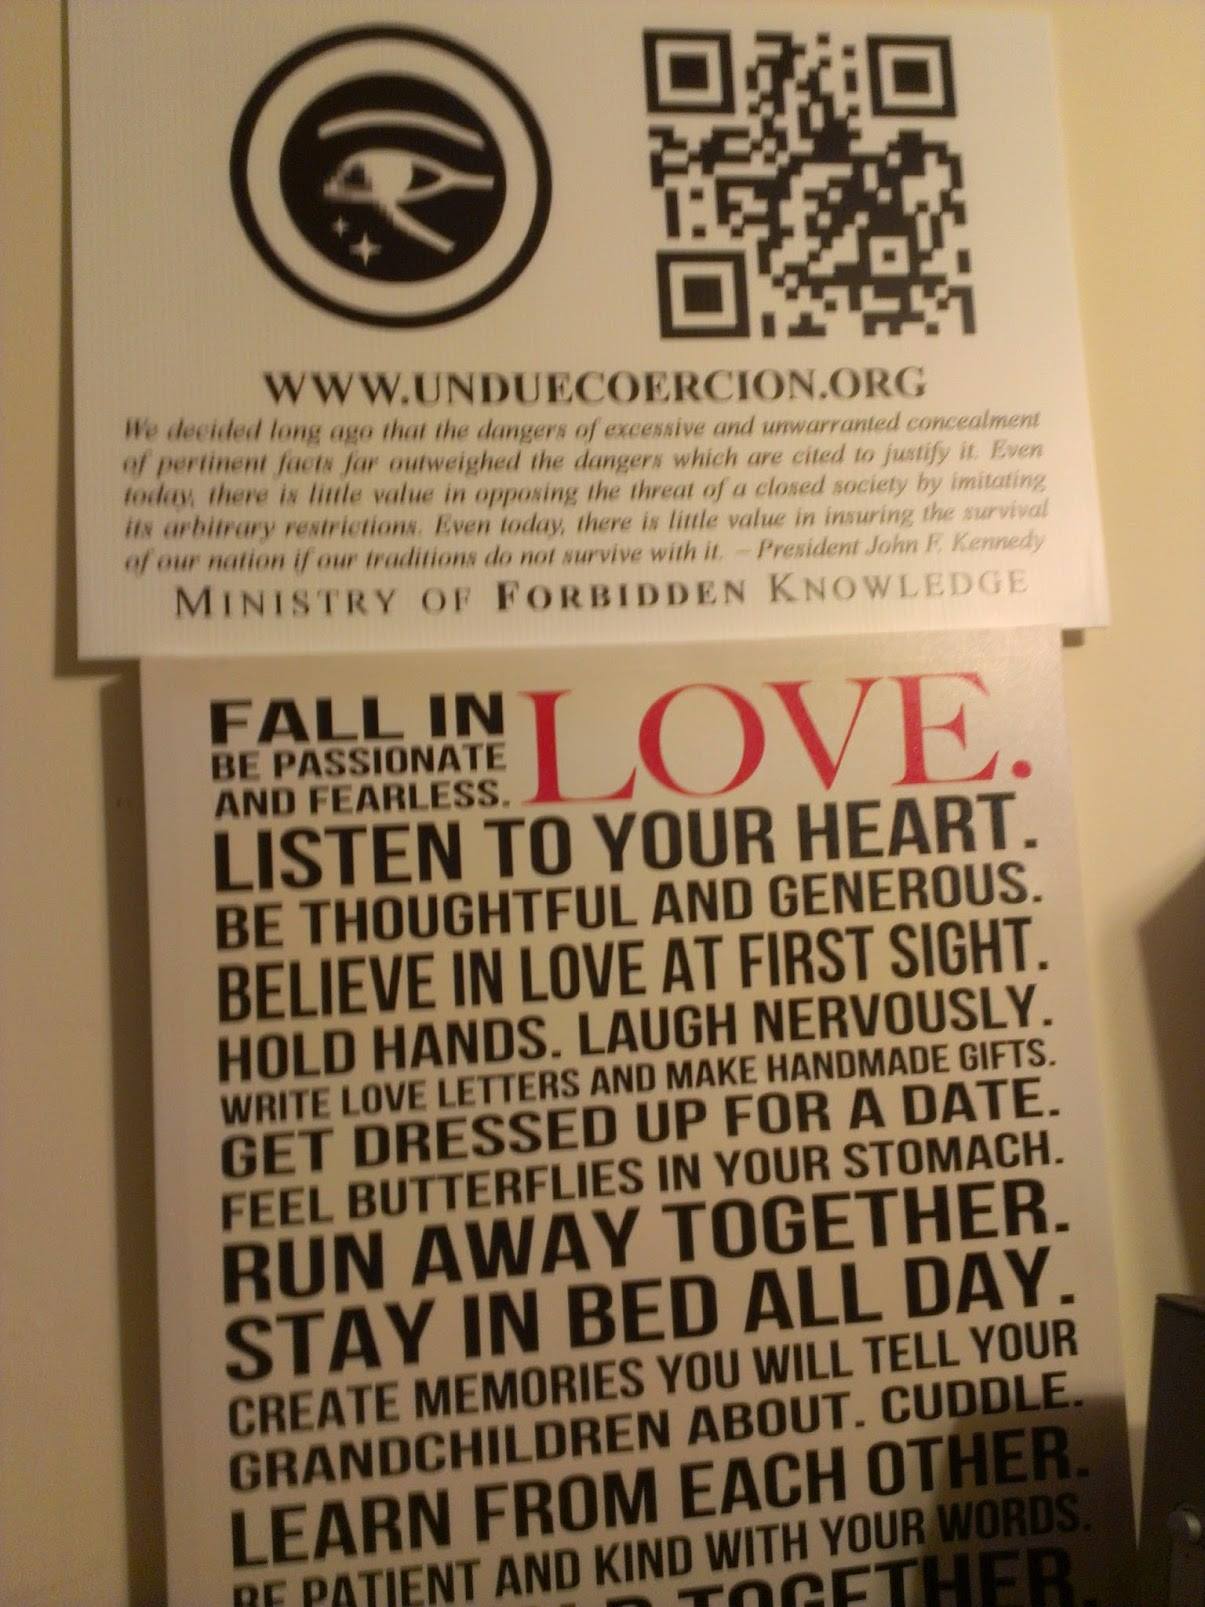 WWW.UNDUECOERCION.ORG
We decided long ago that the dangers of excessive and unwarranted concealment
of pertinent facts far outweighed the dangers which are cited to justify it. Even
today, there is little value in opposing the threat of a closed society by imitating
its arbitrary restrictions. Even today, there is little value in insuring the survival
of our nation if our traditions do not survive with it. – President John F. Kennedy
MINISTRY OF FORBIDDEN KNOWLEDGE
FALL IN LOVE.
BE PASSIONATE
AND FEARLESS.
LISTEN TO YOUR HEART.
BE THOUGHTFUL AND GENEROUS.
BELIEVE IN LOVE AT FIRST SIGHT.
HOLD HANDS. LAUGH NERVOUSLY.
WRITE LOVE LETTERS AND MAKE HANDMADE GIFTS.
GET DRESSED UP FOR A DATE.
FEEL BUTTERFLIES IN YOUR STOMACH.
RUN AWAY TOGETHER.
STAY IN BED ALL DAY.
CREATE MEMORIES YOU WILL TELL YOUR
GRANDCHILDREN ABOUT. CUDDLE.
LEARN FROM EACH OTHER.
BE PATIENT AND KIND WITH YOUR WORDS.
TOGETHER.